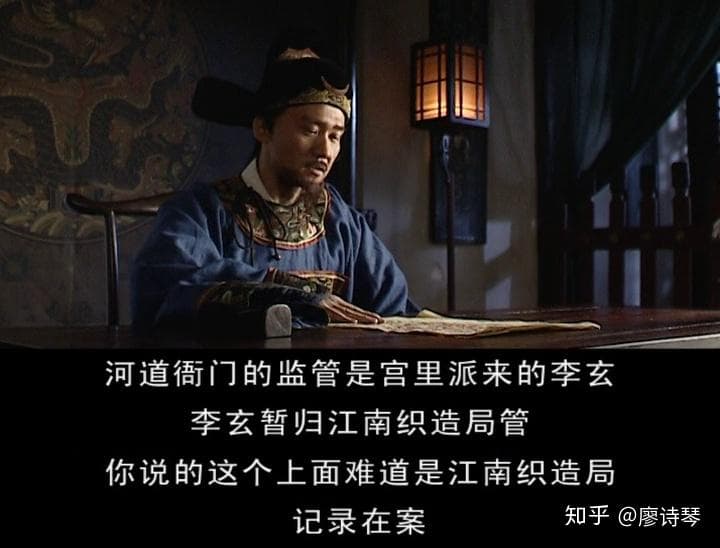 河道衙门的监管是宫里派来的李玄
李玄暂归江南织造局管
你说的这个上面难道是江南织造局
记录在案
知乎 @廖诗琴